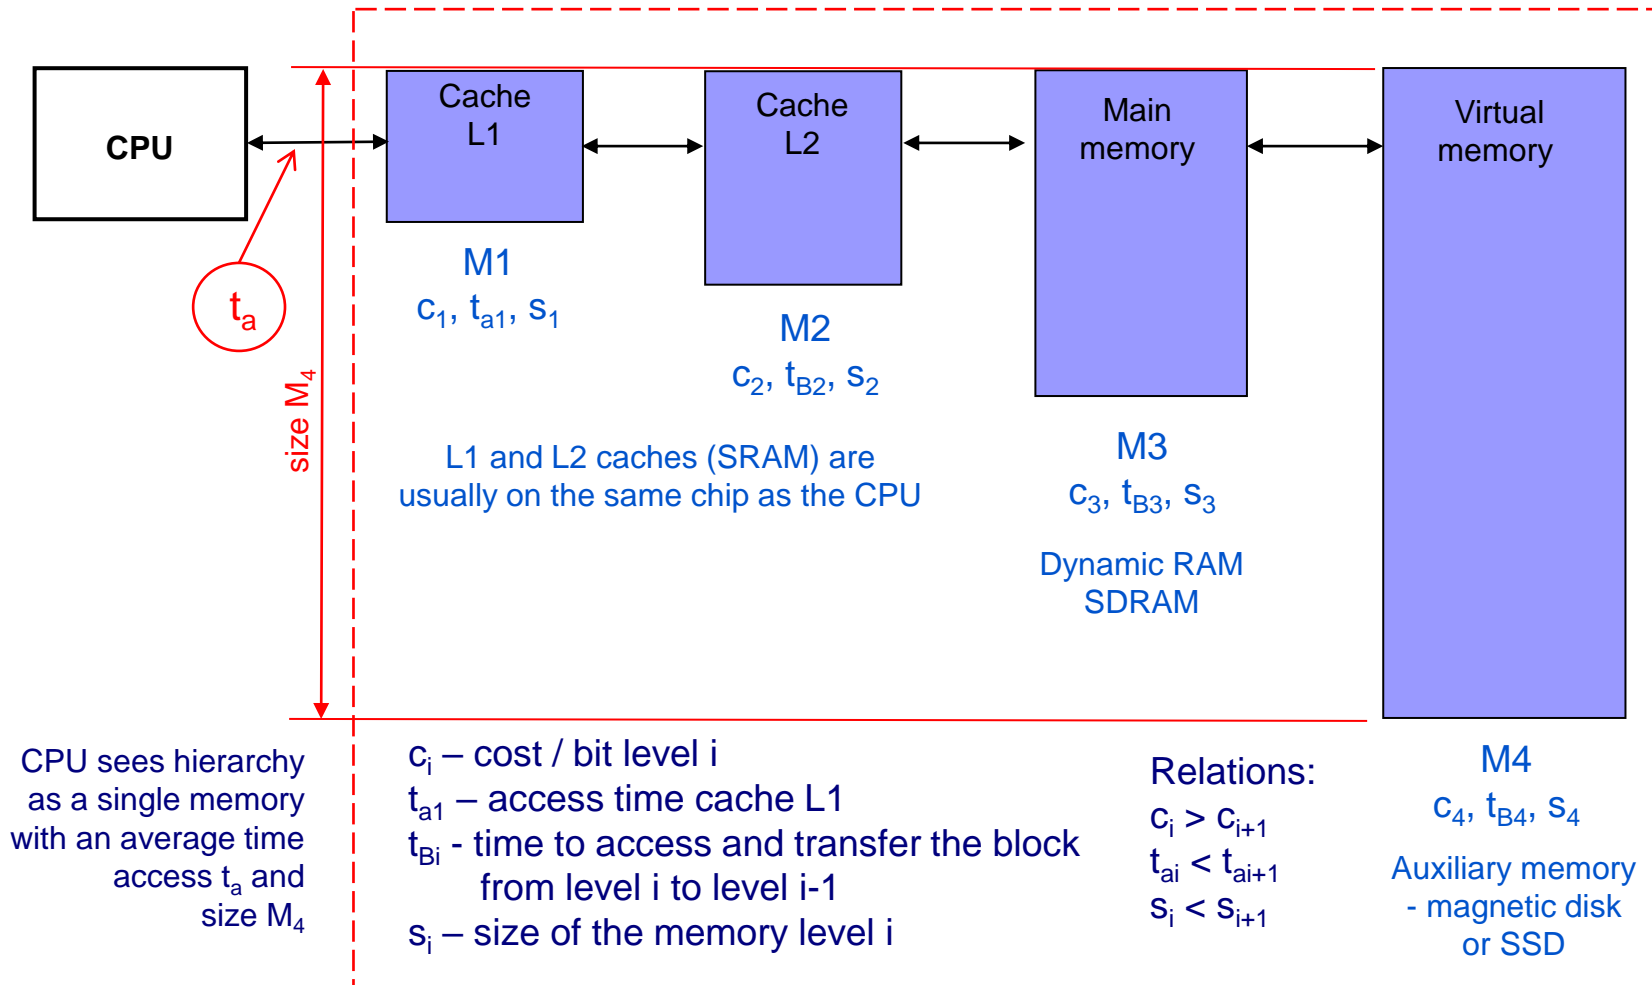 CPU
Cache
L1
Cache
L2
Main
memory
Virtual
memory
tₐ
size M₄
M1
c₁, tₐ₁, s₁
M2
c₂, t_B2, s₂
M3
c₃, t_B3, s₃
L1 and L2 caches (SRAM) are
usually on the same chip as the CPU
Dynamic RAM
SDRAM
CPU sees hierarchy
as a single memory
with an average time
access tₐ and
size M₄
cᵢ – cost / bit level i
tₐ₁ – access time cache L1
t_Bi - time to access and transfer the block
from level i to level i-1
sᵢ – size of the memory level i
Relations:
cᵢ > cᵢ₊₁
tₐᵢ < tₐᵢ₊₁
sᵢ < sᵢ₊₁
M4
c₄, t_B4, s₄
Auxiliary memory
- magnetic disk
or SSD